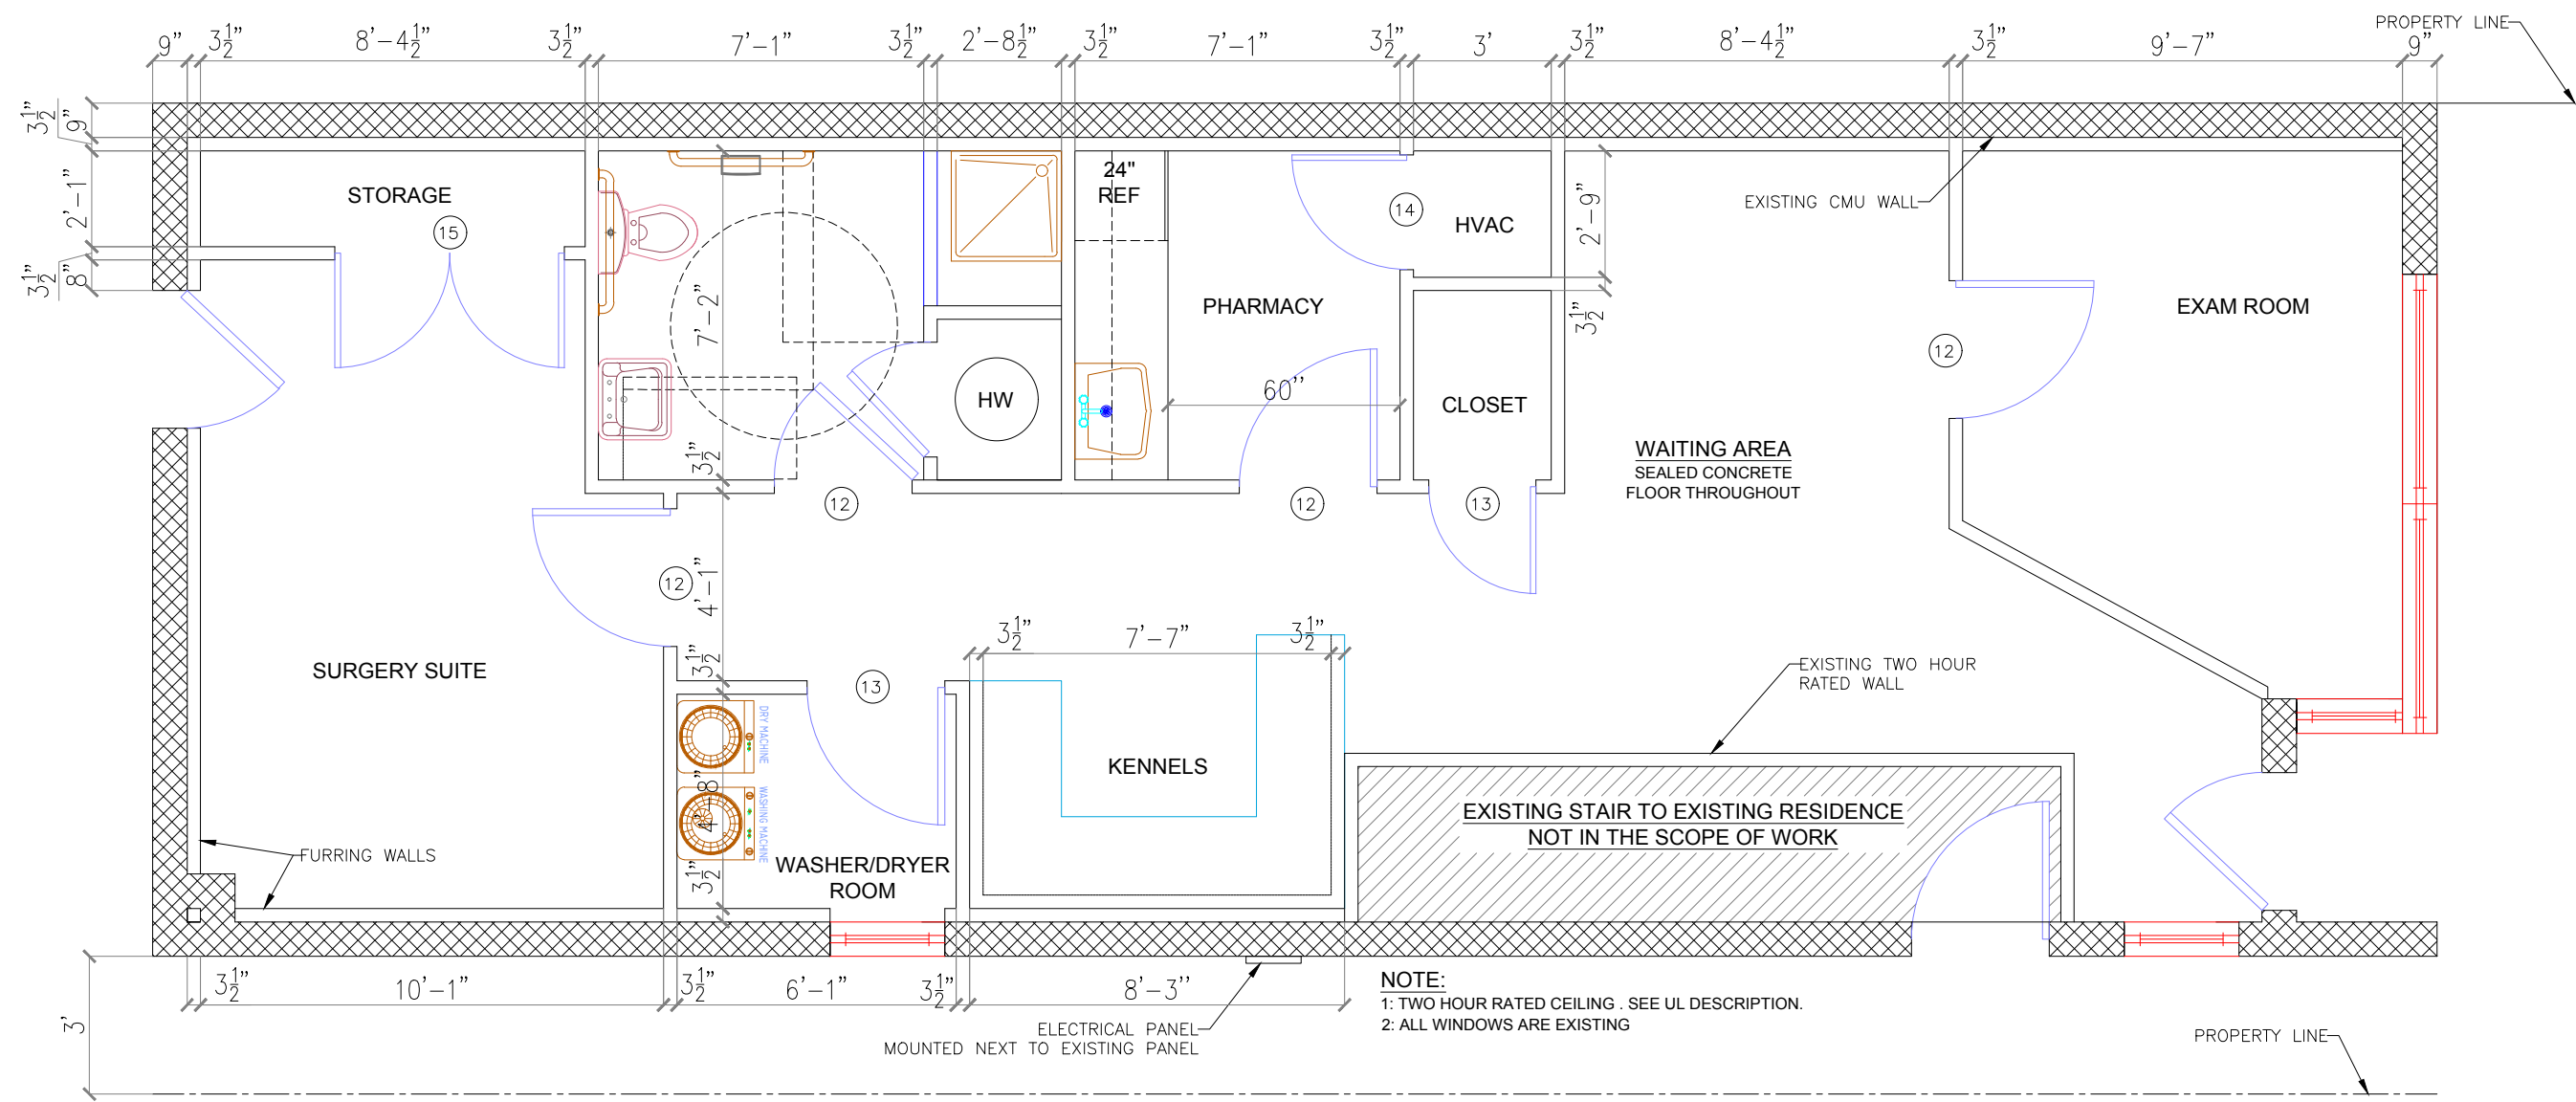 PROPERTY LINE
9" 3½" 8'-4½" 3½" 7'-1" 3½" 2'-8½" 3½" 7'-1" 3½" 3' 3½" 8'-4½" 3½" 9'-7" 9"
3½"
9"
2'-1"
3½"
8"
STORAGE
15
24"
REF
14
HVAC
2'-9"
3½"
EXISTING CMU WALL
7'-2"
PHARMACY
EXAM ROOM
12
HW
60"
CLOSET
WAITING AREA
SEALED CONCRETE
FLOOR THROUGHOUT
3½"
12
12
13
12
4'-1"
3½"
SURGERY SUITE
13
3½" 7'-7" 3½"
EXISTING TWO HOUR
RATED WALL
DRY MACHINE
KENNELS
4'-8"
WASHING MACHINE
EXISTING STAIR TO EXISTING RESIDENCE
NOT IN THE SCOPE OF WORK
FURRING WALLS
WASHER/DRYER
ROOM
3½"
3½" 10'-1" 3½" 6'-1" 3½" 8'-3"
3'
NOTE:
1: TWO HOUR RATED CEILING . SEE UL DESCRIPTION.
2: ALL WINDOWS ARE EXISTING
ELECTRICAL PANEL
MOUNTED NEXT TO EXISTING PANEL
PROPERTY LINE